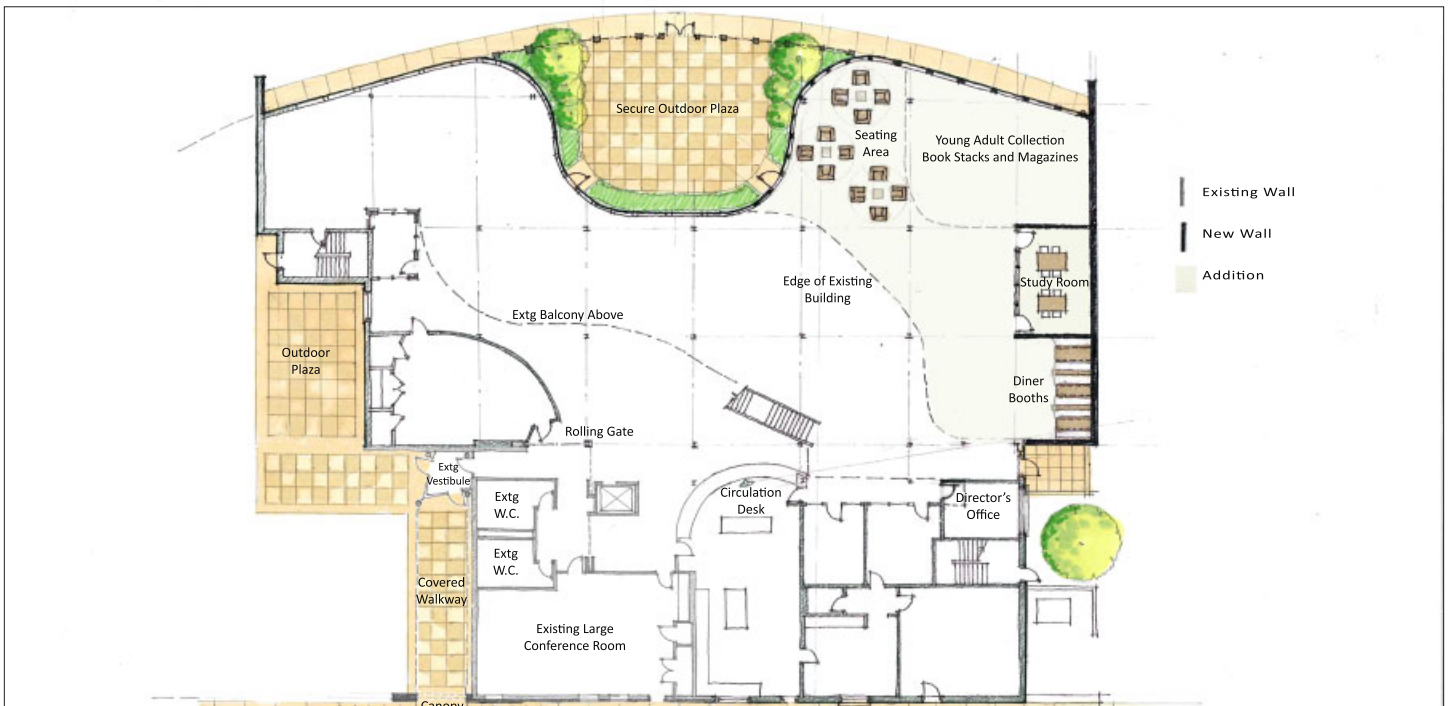 Secure Outdoor Plaza
Seating
Area
Young Adult Collection
Book Stacks and Magazines
Existing Wall
New Wall
Addition
Study Room
Edge of Existing
Building
Extg Balcony Above
Outdoor
Plaza
Diner
Booths
Rolling Gate
Extg
Vestibule
Extg
W.C.
Circulation
Desk
Director's
Office
Extg
W.C.
Covered
Walkway
Existing Large
Conference Room
Canopy